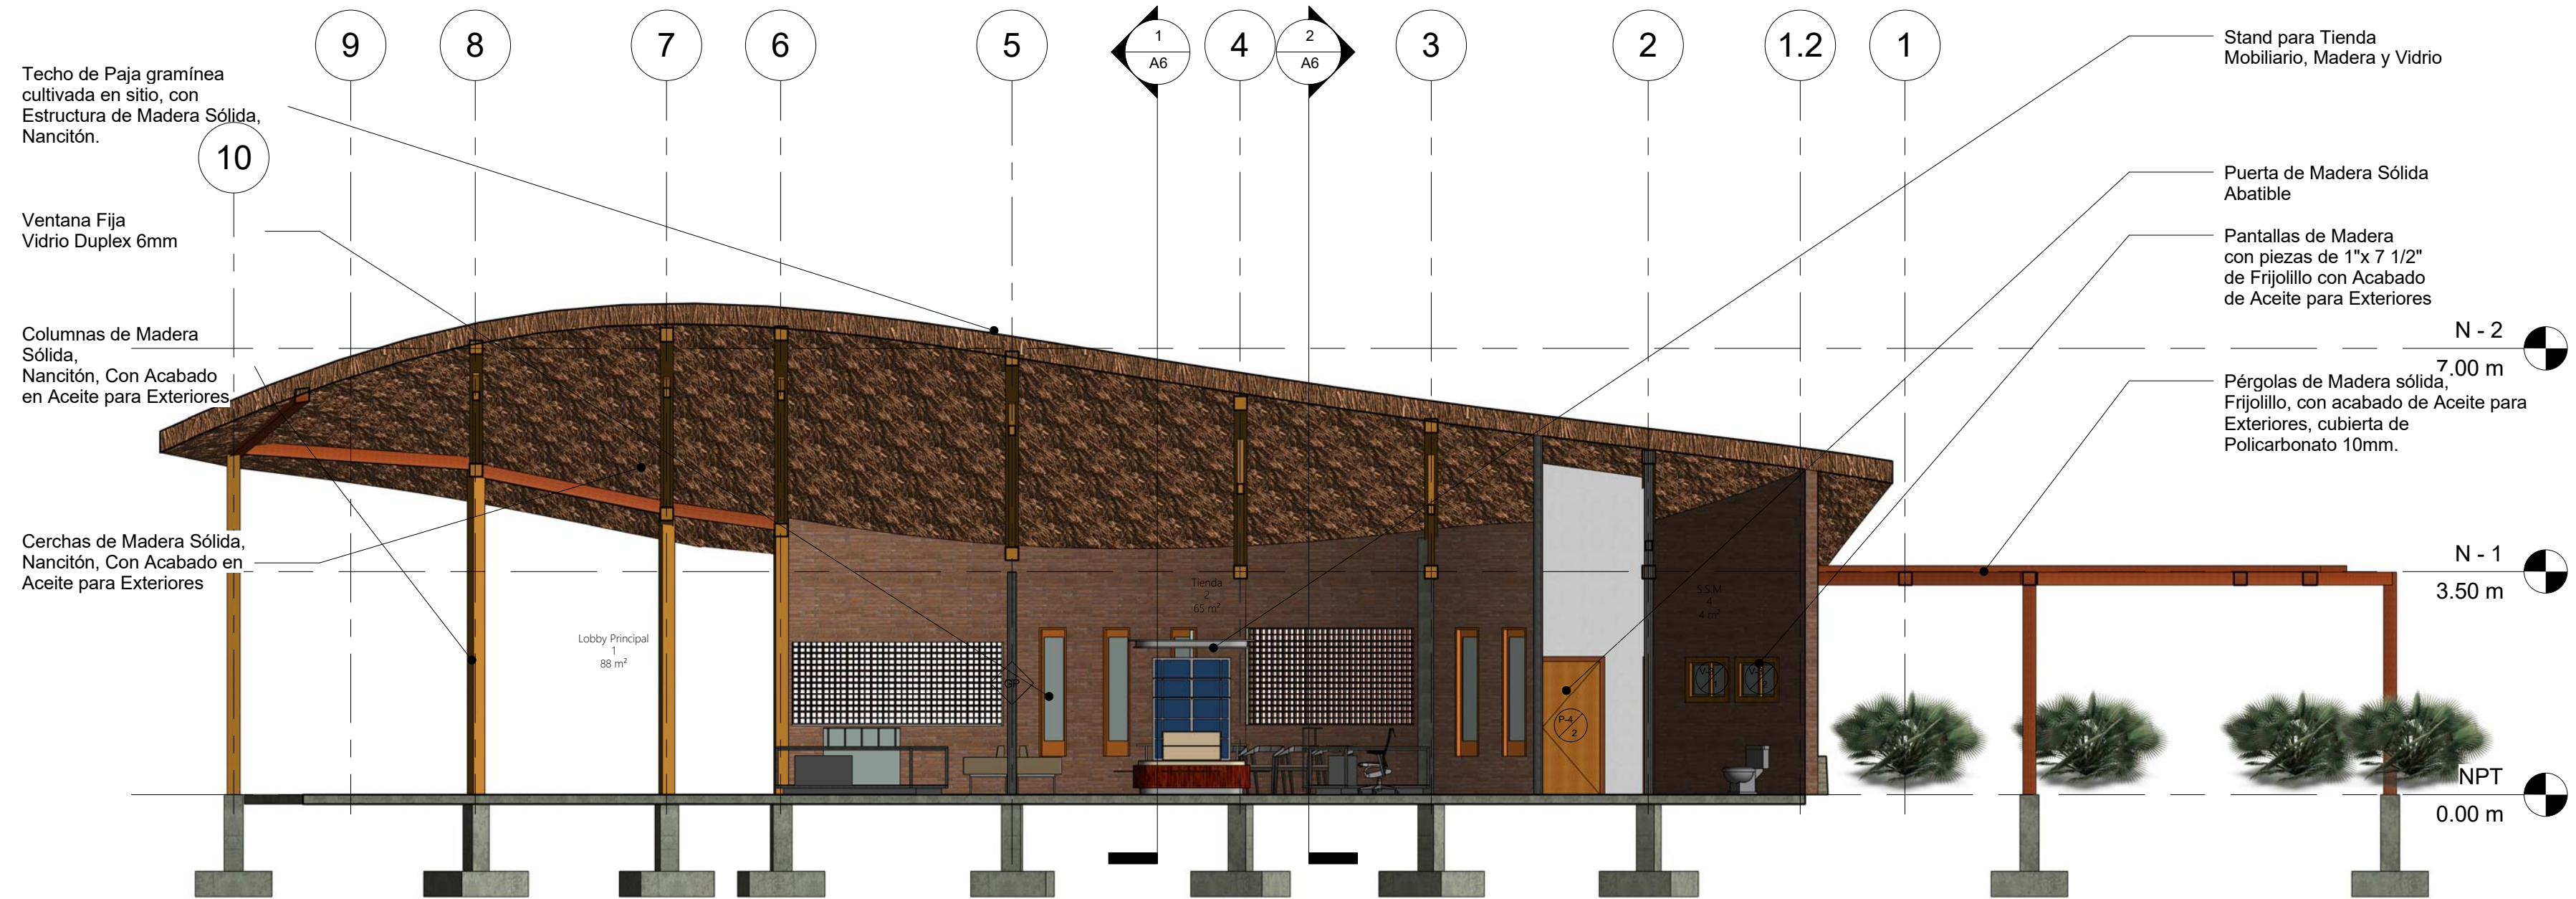 9
8
7
6
5
1
A6
4
2
A6
3
2
1.2
1
10
Techo de Paja gramínea
cultivada en sitio, con
Estructura de Madera Sólida,
Nancitón.
Ventana Fija
Vidrio Duplex 6mm
Columnas de Madera
Sólida,
Nancitón, Con Acabado
en Aceite para Exteriores
Cerchas de Madera Sólida,
Nancitón, Con Acabado en
Aceite para Exteriores
Stand para Tienda
Mobiliario, Madera y Vidrio
Puerta de Madera Sólida
Abatible
Pantallas de Madera
con piezas de 1"x 7 1/2"
de Frijolillo con Acabado
de Aceite para Exteriores
N - 2
7.00 m
Pérgolas de Madera sólida,
Frijolillo, con acabado de Aceite para
Exteriores, cubierta de
Policarbonato 10mm.
N - 1
3.50 m
NPT
0.00 m
Lobby Principal
1
88 m²
Tienda
2
65 m²
S.S.M
4
4 m²
GP
P-4
2